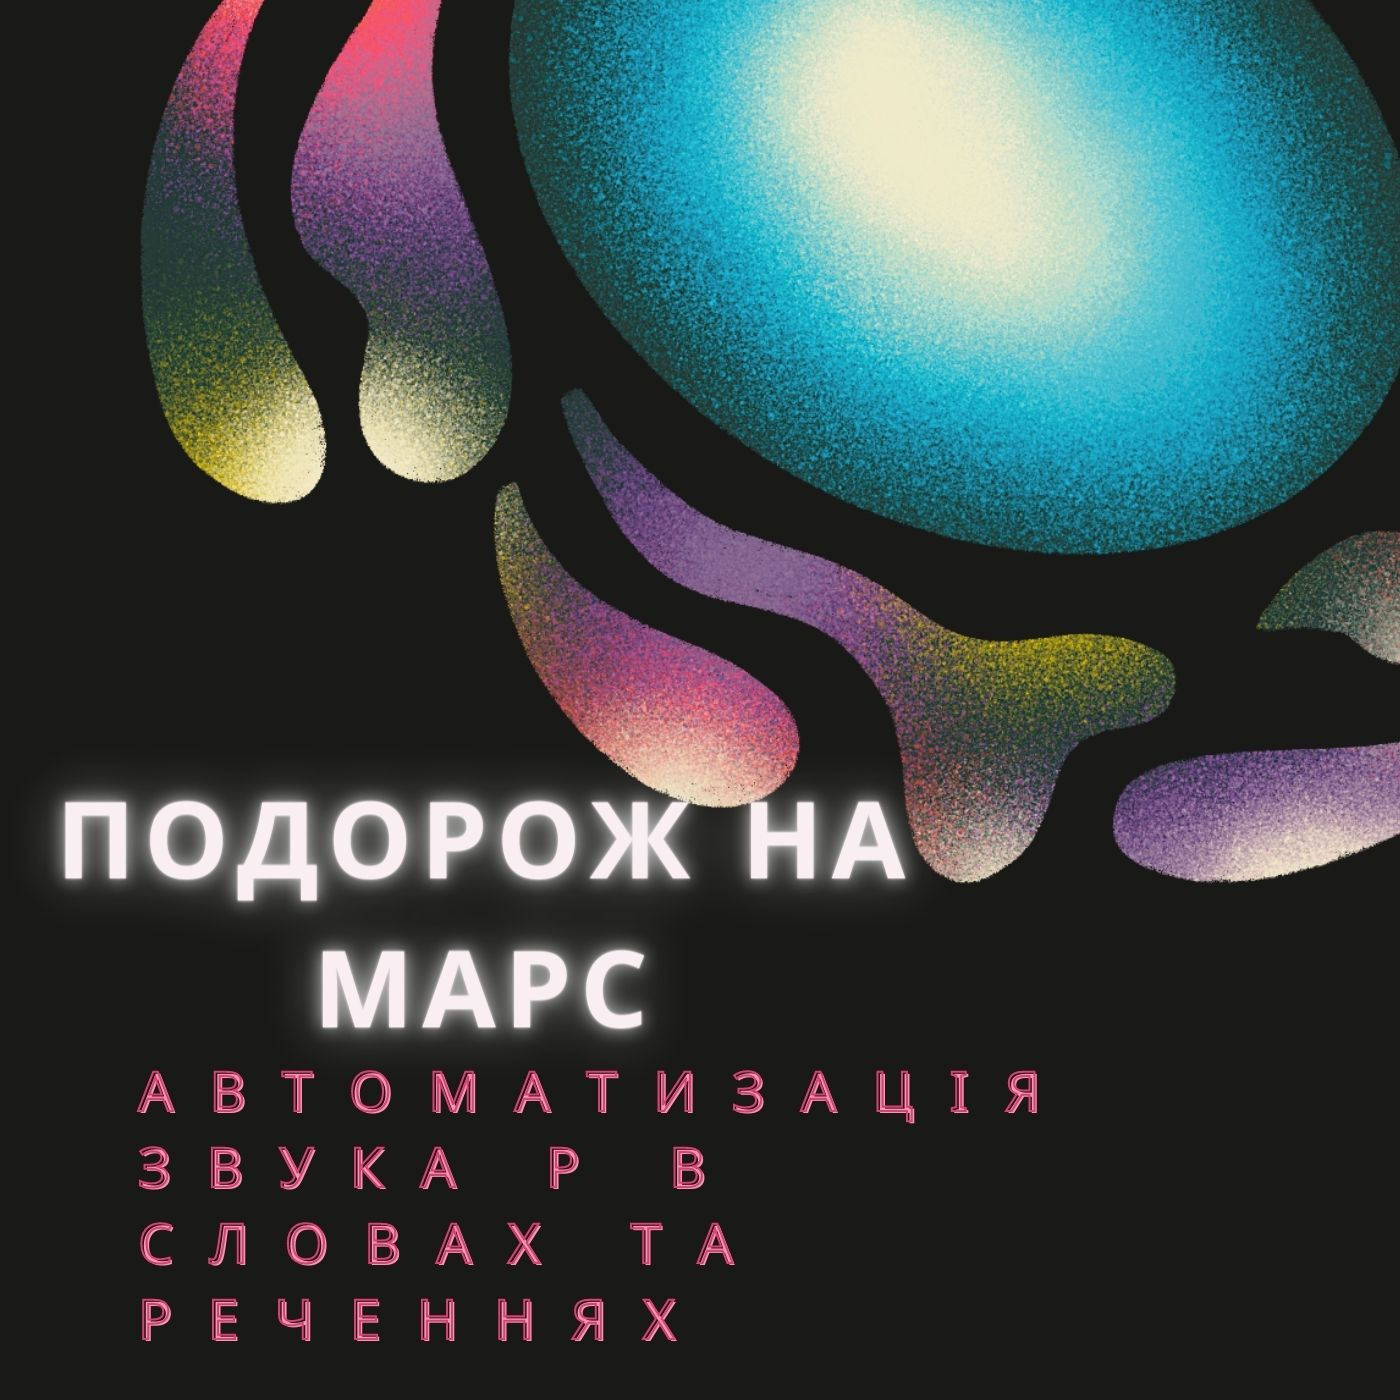 ПОДОРОЖ НА
МАРС
АВТОМАТИЗАЦІЯ
ЗВУКА Р В
СЛОВАХ ТА
РЕЧЕННЯХ